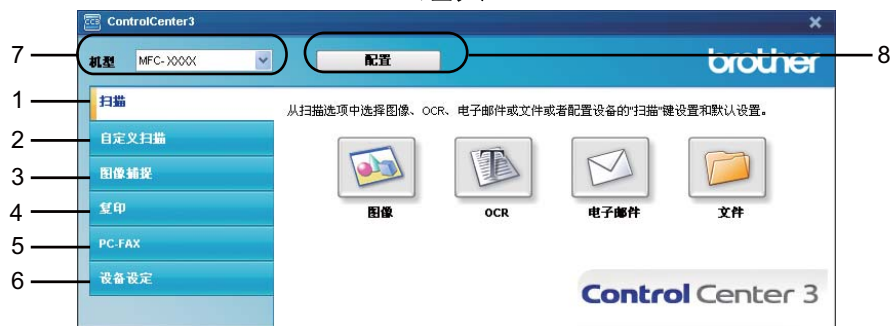 ControlCenter3
7 机型 MFC-XXXX 配置 brother 8
1 扫描
从扫描选项中选择图像、OCR、电子邮件或文件或者配置设备的"扫描"键设置和默认设置。
2 自定义扫描
3 图像捕捉
4 复印
图像 OCR 电子邮件 文件
5 PC-FAX
6 设备设定
Control Center 3